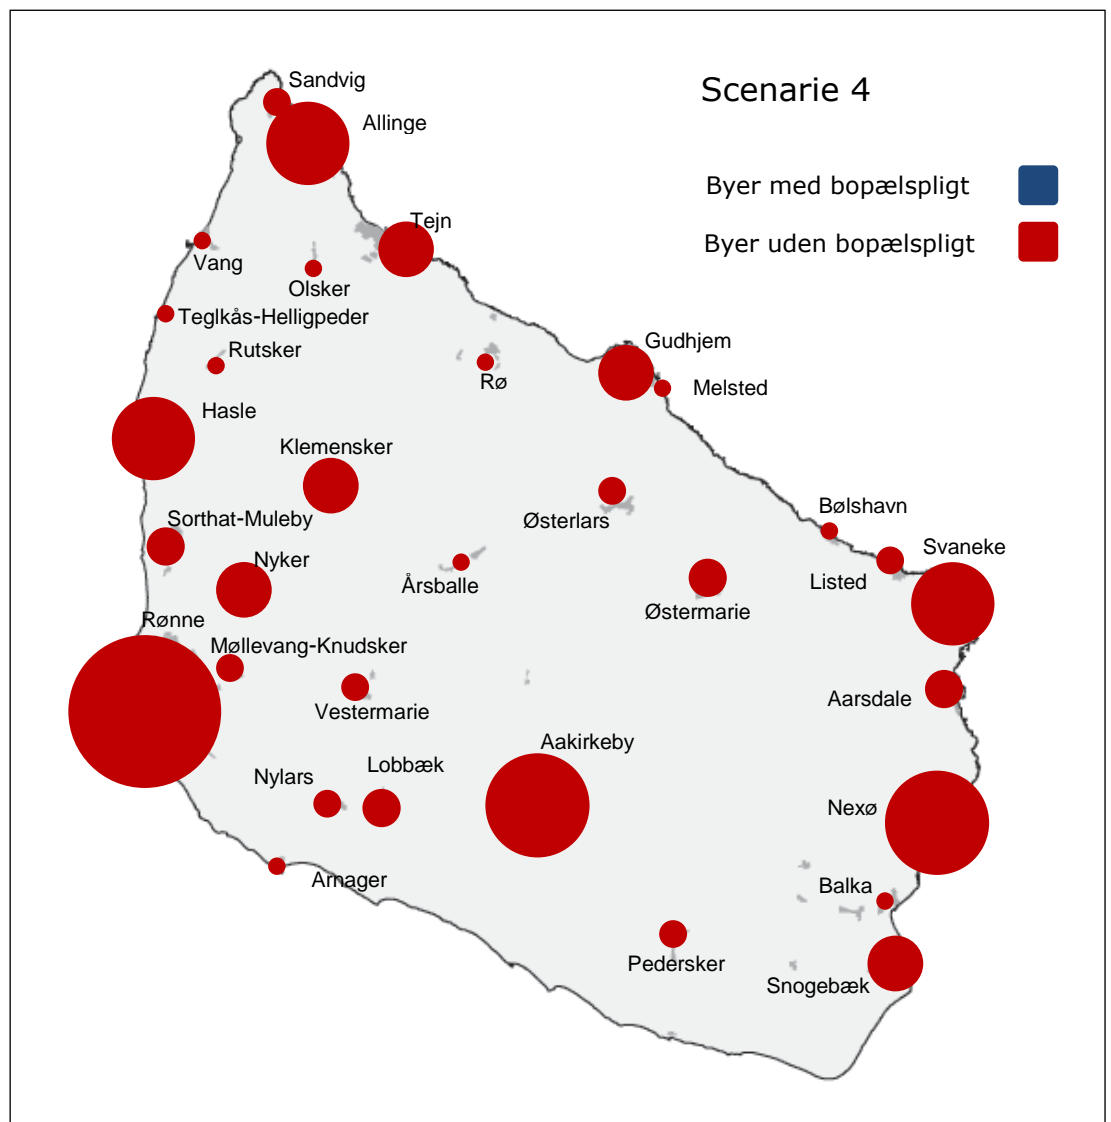 Sandvig
Scenarie 4
Allinge
Byer med bopælspligt
Tejn
Byer uden bopælspligt
Vang
Olsker
Teglkås-Helligpeder
Gudhjem
Rutsker
Rø
Melsted
Hasle
Klemensker
Bølshavn
Sorthat-Muleby
Østerlars
Svaneke
Nyker
Årsballe
Listed
Østermarie
Rønne
Møllevang-Knudsker
Aarsdale
Vestermarie
Aakirkeby
Lobbæk
Nylars
Nexø
Arnager
Balka
Pedersker
Snogebæk